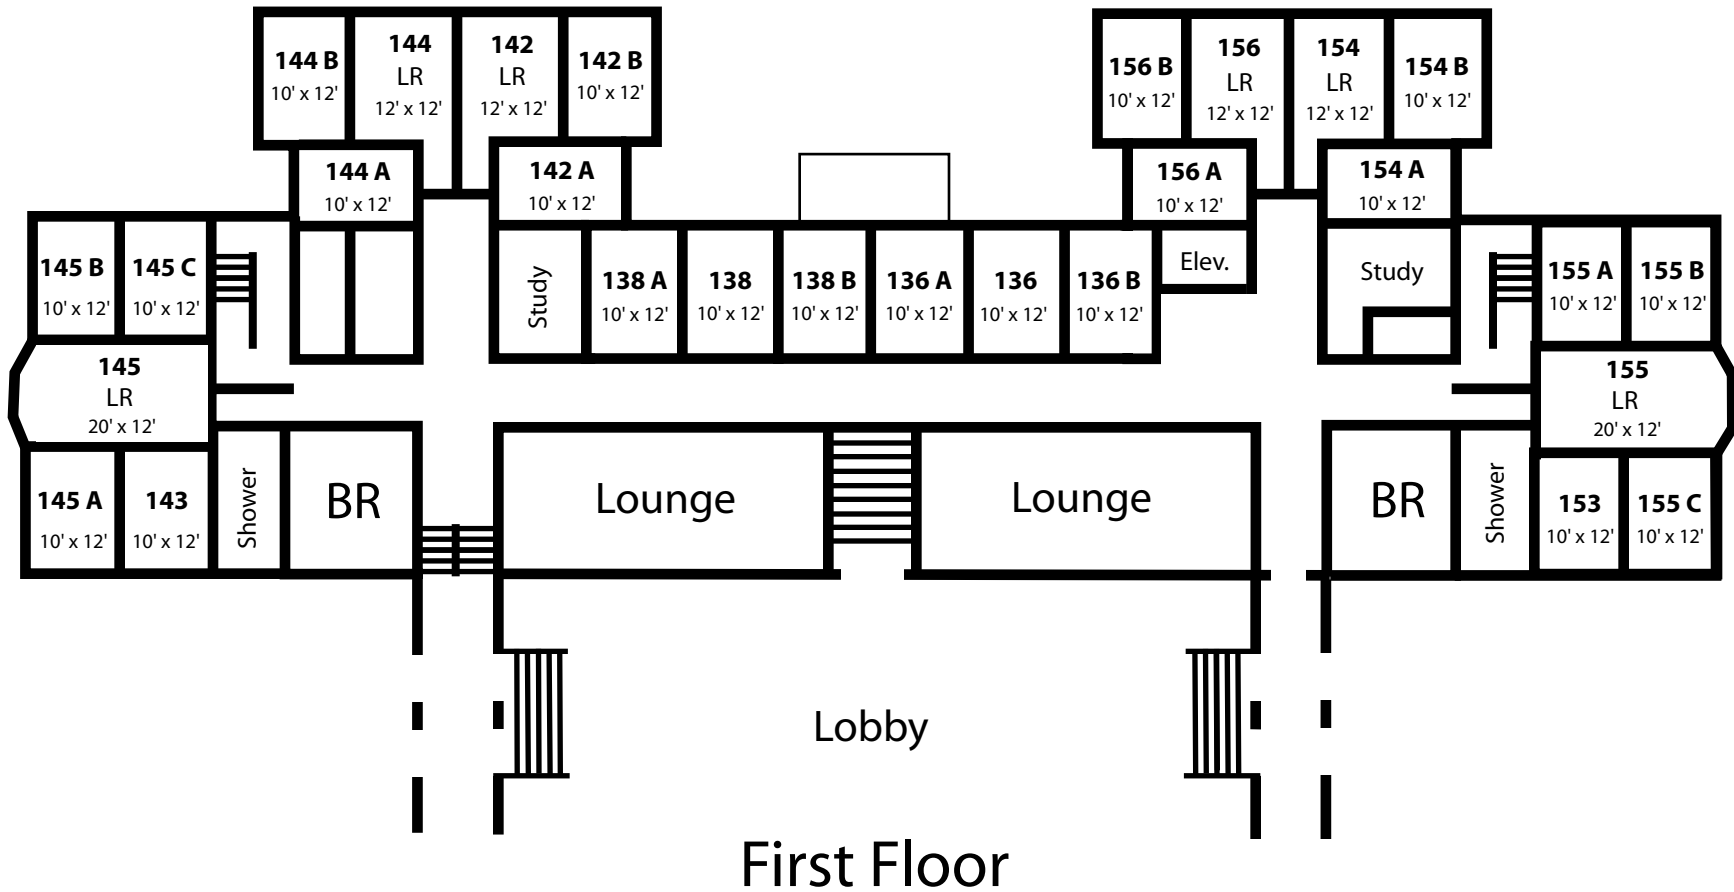 144 B
10' x 12'
144
LR
12' x 12'
142
LR
12' x 12'
142 B
10' x 12'
156 B
10' x 12'
156
LR
12' x 12'
154
LR
12' x 12'
154 B
10' x 12'
144 A
10' x 12'
142 A
10' x 12'
156 A
10' x 12'
154 A
10' x 12'
145 B
10' x 12'
145 C
10' x 12'
Study
138 A
10' x 12'
138
10' x 12'
138 B
10' x 12'
136 A
10' x 12'
136
10' x 12'
136 B
10' x 12'
Elev.
Study
155 A
10' x 12'
155 B
10' x 12'
145
LR
20' x 12'
155
LR
20' x 12'
145 A
10' x 12'
143
10' x 12'
Shower
BR
Lounge
Lounge
BR
Shower
153
10' x 12'
155 C
10' x 12'
Lobby
First Floor